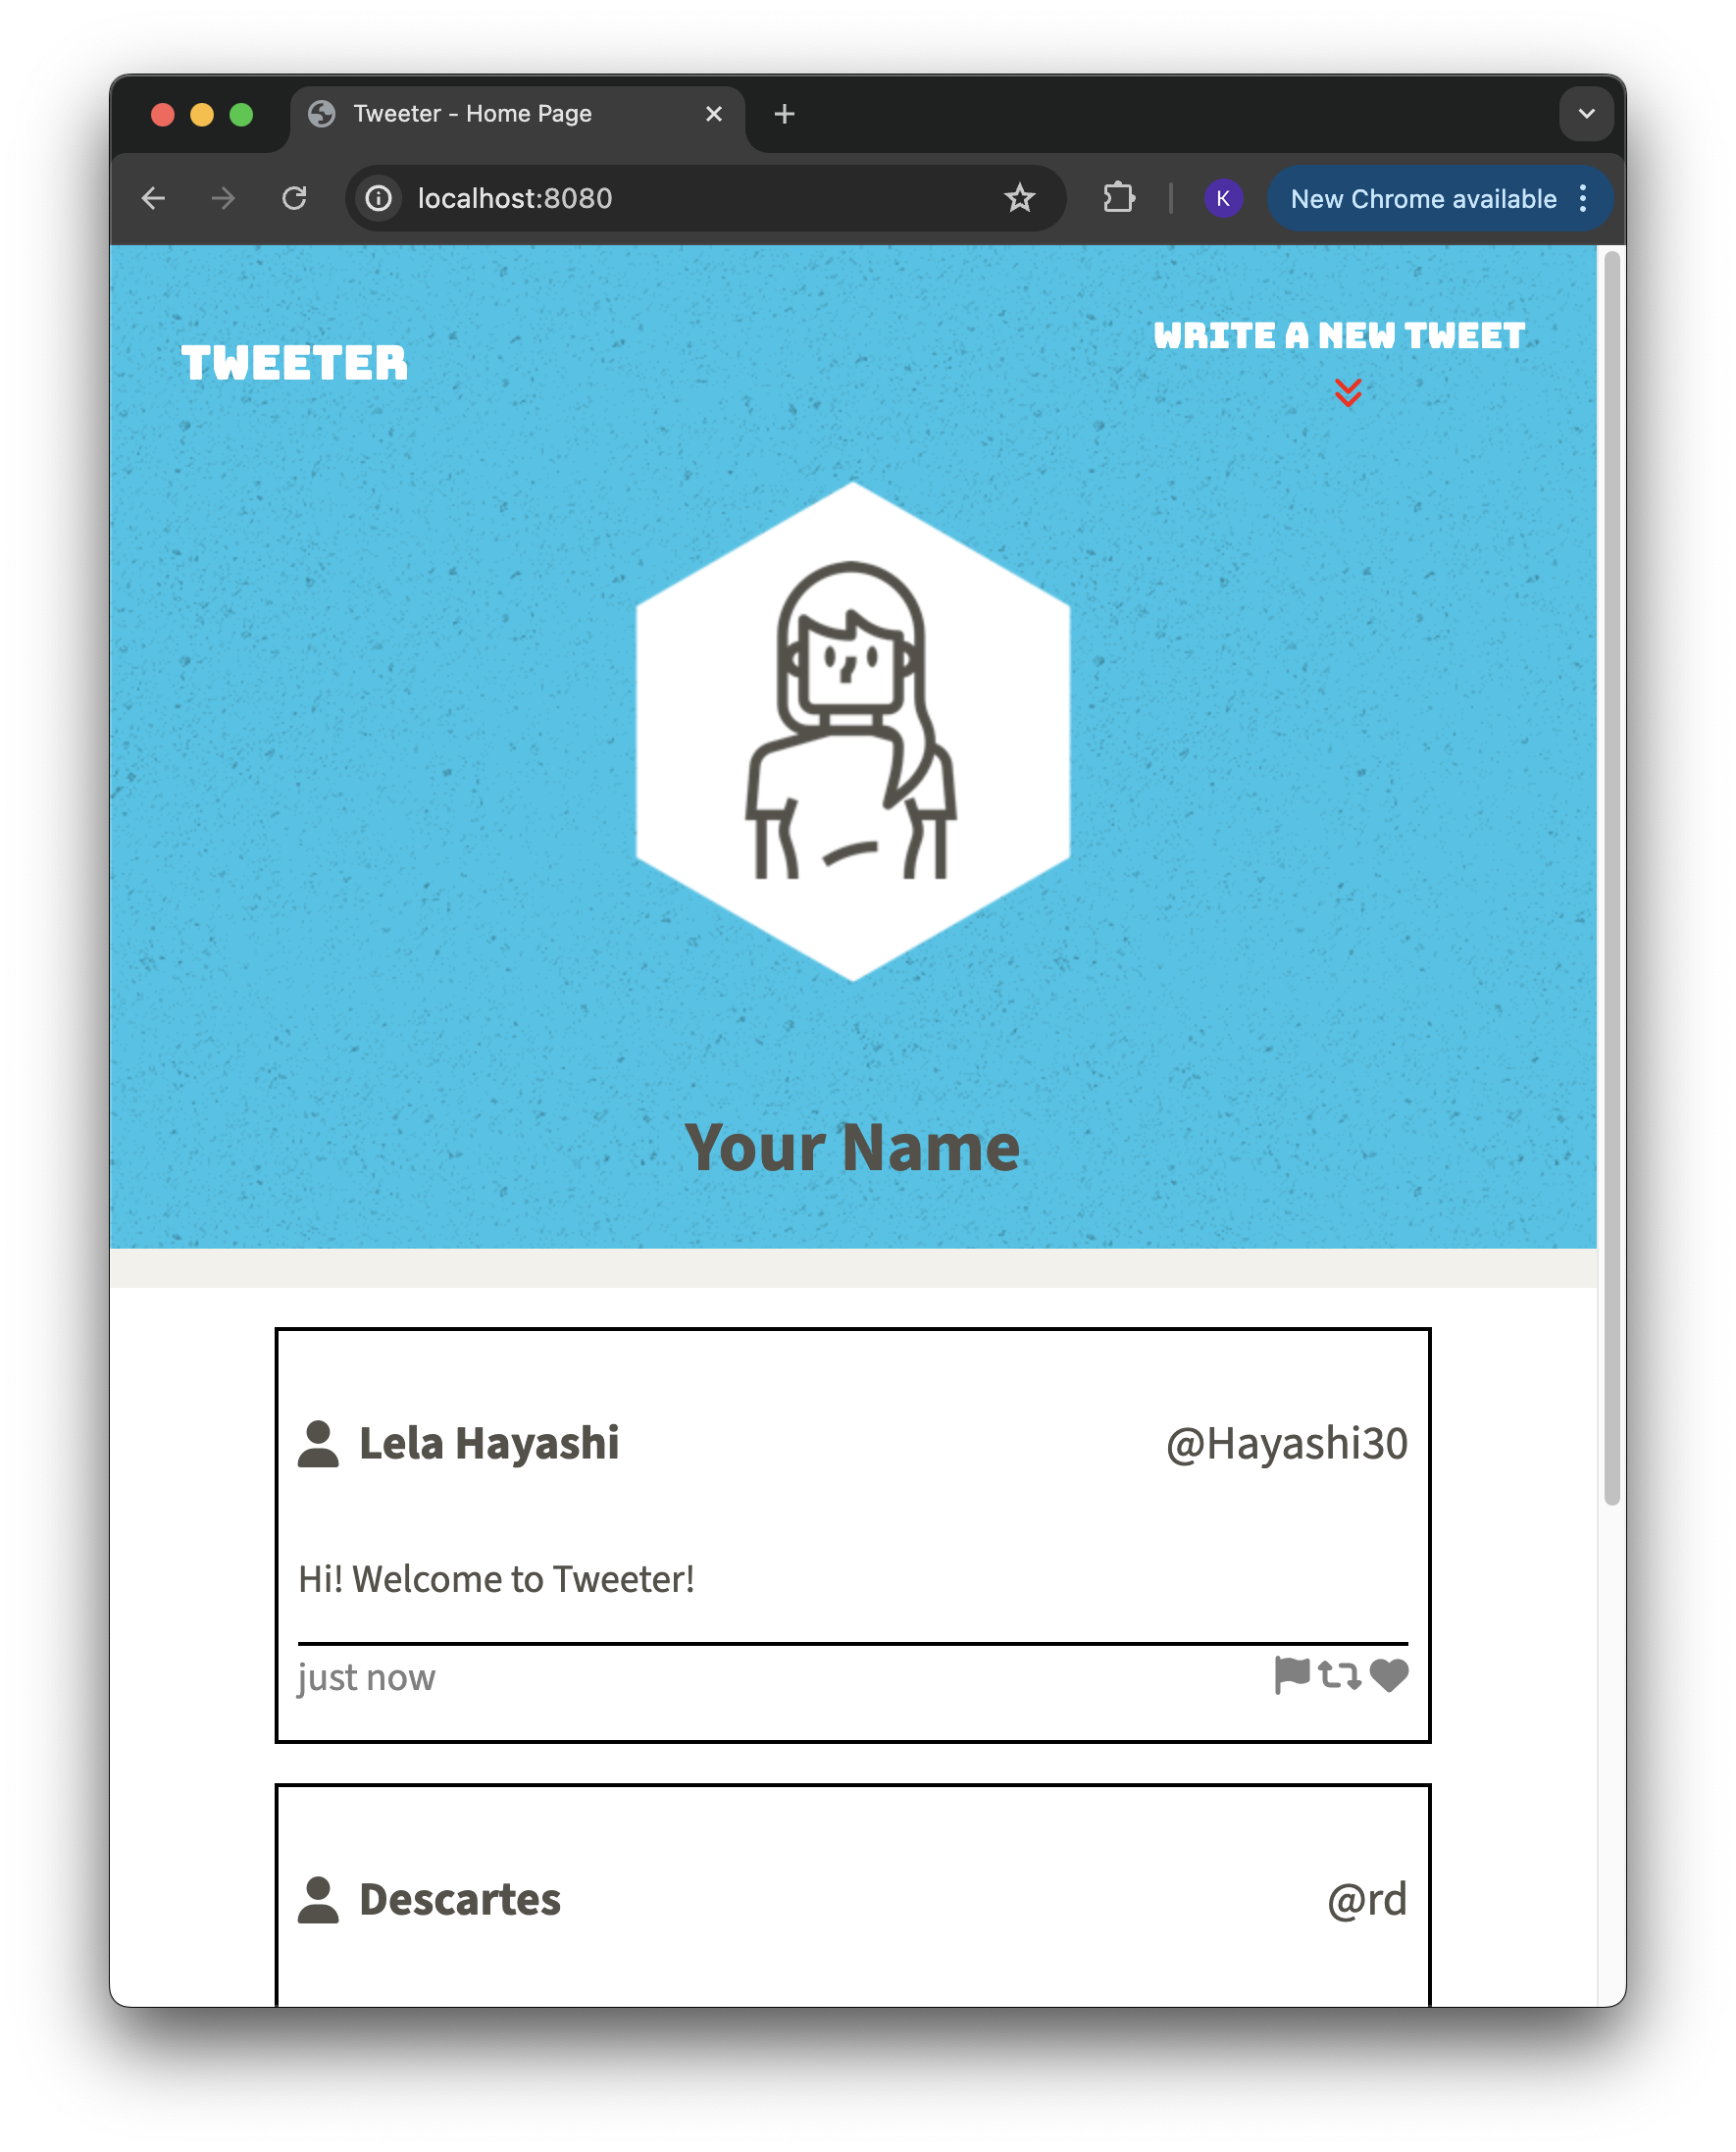 Tweeter - Home Page
localhost:8080
K
New Chrome available
TWEETER
WRITE A NEW TWEET
Your Name
Lela Hayashi @Hayashi30
Hi! Welcome to Tweeter!
just now
Descartes @rd